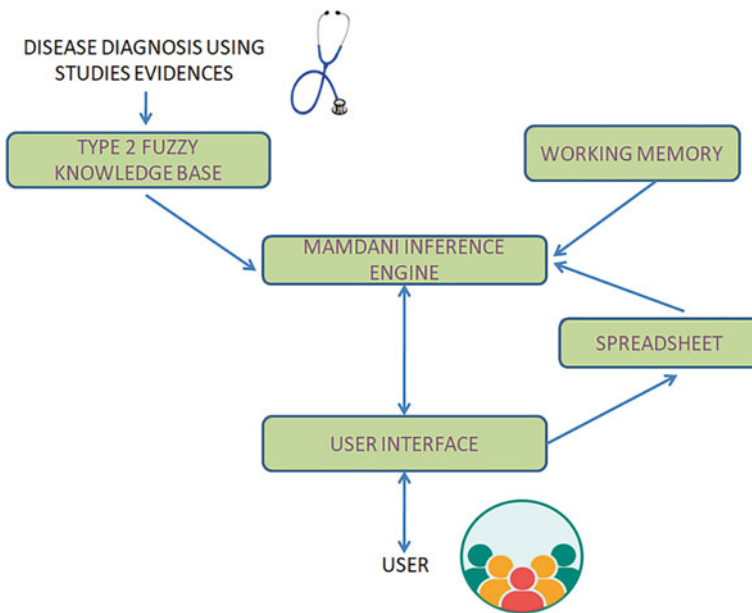 DISEASE DIAGNOSIS USING
STUDIES EVIDENCES
TYPE 2 FUZZY
KNOWLEDGE BASE
WORKING MEMORY
MAMDANI INFERENCE
ENGINE
SPREADSHEET
USER INTERFACE
USER